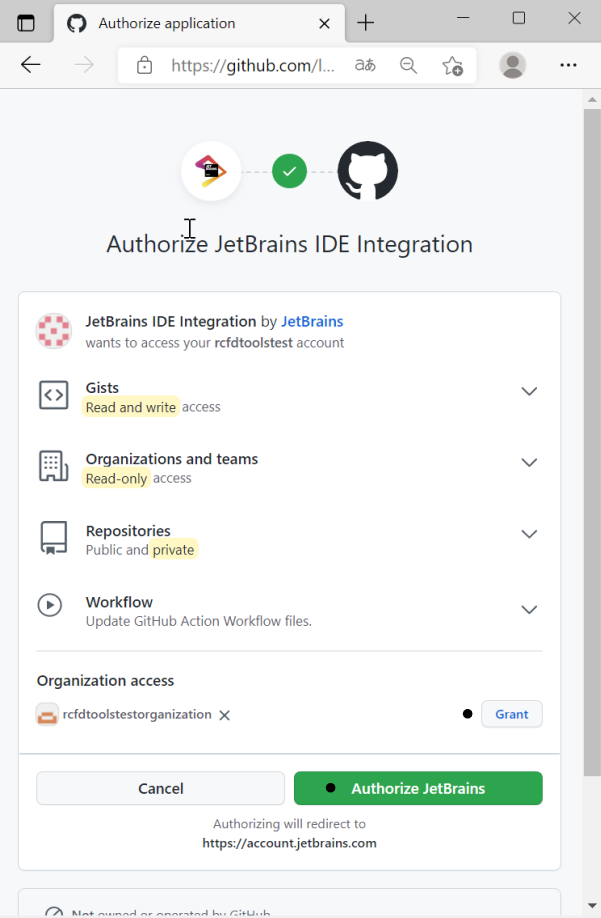 Authorize application
https://github.com/l...
aあ
Authorize JetBrains IDE Integration
JetBrains IDE Integration by JetBrains
wants to access your rcfdtoolstest account
Gists
Read and write access
Organizations and teams
Read-only access
Repositories
Public and private
Workflow
Update GitHub Action Workflow files.
Organization access
rcfdtoolstestorganization
Grant
Cancel
Authorize JetBrains
Authorizing will redirect to
https://account.jetbrains.com
Not owned or operated by GitHub